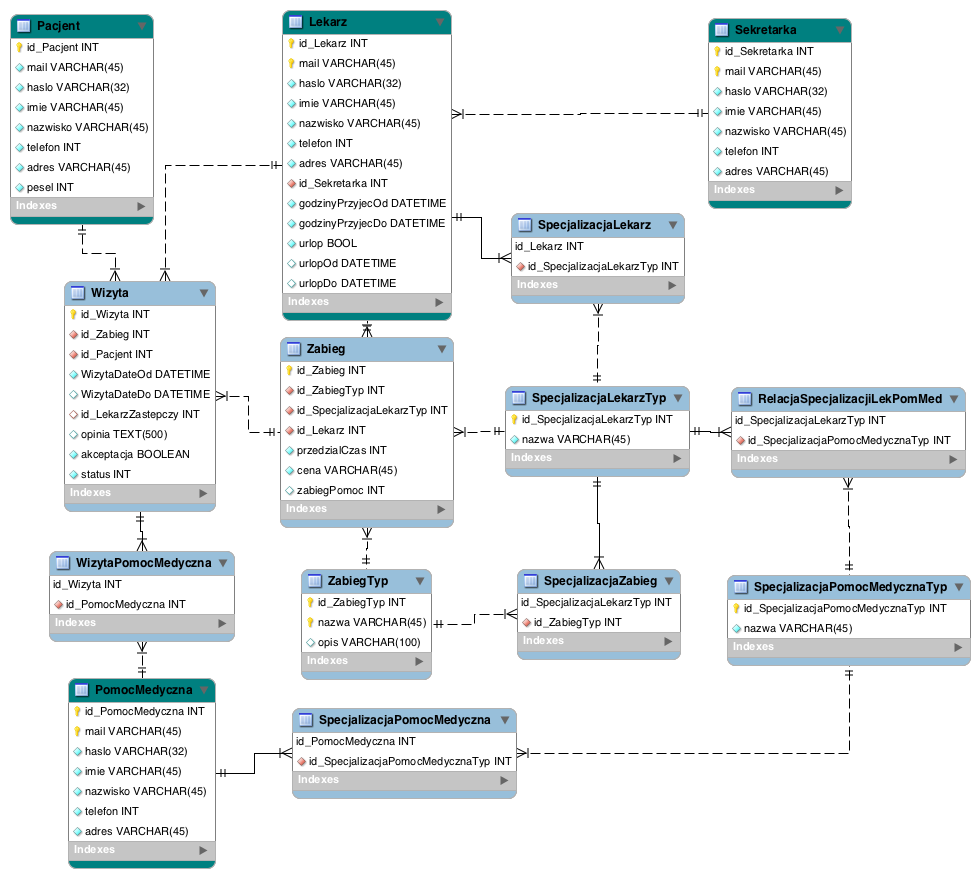 Pacjent
id_Pacjent INT
mail VARCHAR(45)
haslo VARCHAR(32)
imie VARCHAR(45)
nazwisko VARCHAR(45)
telefon INT
adres VARCHAR(45)
pesel INT
Indexes
Lekarz
id_Lekarz INT
mail VARCHAR(45)
haslo VARCHAR(32)
imie VARCHAR(45)
nazwisko VARCHAR(45)
telefon INT
adres VARCHAR(45)
id_Sekretarka INT
godzinyPrzyjecOd DATETIME
godzinyPrzyjecDo DATETIME
urlop BOOL
urlopOd DATETIME
urlopDo DATETIME
Indexes
Sekretarka
id_Sekretarka INT
mail VARCHAR(45)
haslo VARCHAR(32)
imie VARCHAR(45)
nazwisko VARCHAR(45)
telefon INT
adres VARCHAR(45)
Indexes
SpecjalizacjaLekarz
id_Lekarz INT
id_SpecjalizacjaLekarzTyp INT
Indexes
Wizyta
id_Wizyta INT
id_Zabieg INT
id_Pacjent INT
WizytaDateOd DATETIME
WizytaDateDo DATETIME
id_LekarzZastepczy INT
opinia TEXT(500)
akceptacja BOOLEAN
status INT
Indexes
Zabieg
id_Zabieg INT
id_ZabiegTyp INT
id_SpecjalizacjaLekarzTyp INT
id_Lekarz INT
przedzialCzas INT
cena VARCHAR(45)
zabiegPomoc INT
Indexes
SpecjalizacjaLekarzTyp
id_SpecjalizacjaLekarzTyp INT
nazwa VARCHAR(45)
Indexes
RelacjaSpecjalizacjiLekPomMed
id_SpecjalizacjaLekarzTyp INT
id_SpecjalizacjaPomocMedycznaTyp INT
Indexes
WizytaPomocMedyczna
id_Wizyta INT
id_PomocMedyczna INT
Indexes
ZabiegTyp
id_ZabiegTyp INT
nazwa VARCHAR(45)
opis VARCHAR(100)
Indexes
SpecjalizacjaZabieg
id_SpecjalizacjaLekarzTyp INT
id_ZabiegTyp INT
Indexes
SpecjalizacjaPomocMedycznaTyp
id_SpecjalizacjaPomocMedycznaTyp INT
nazwa VARCHAR(45)
Indexes
PomocMedyczna
id_PomocMedyczna INT
mail VARCHAR(45)
haslo VARCHAR(32)
imie VARCHAR(45)
nazwisko VARCHAR(45)
telefon INT
adres VARCHAR(45)
Indexes
SpecjalizacjaPomocMedyczna
id_PomocMedyczna INT
id_SpecjalizacjaPomocMedycznaTyp INT
Indexes